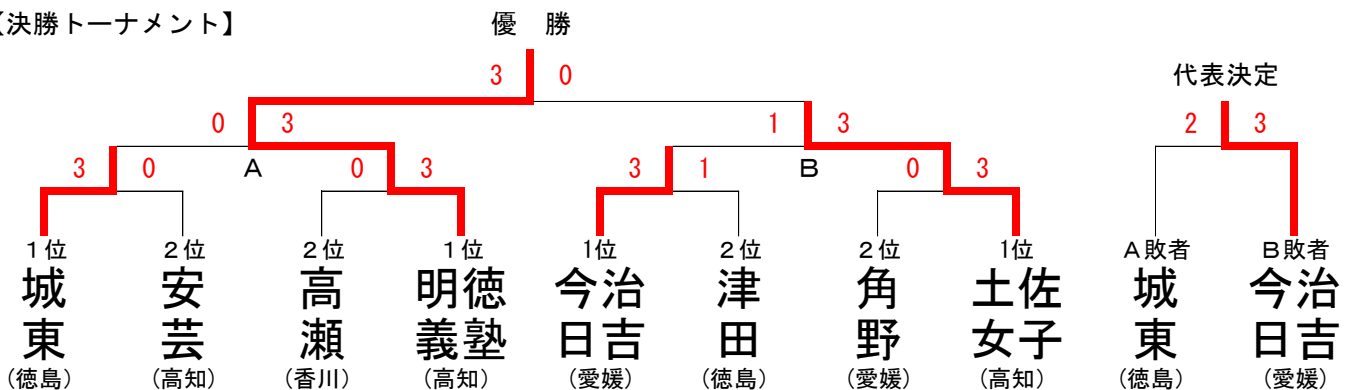 【決勝トーナメント】
優　勝
3 0
代表決定
0 3 1 3 2 3
3 0 A 0 3 3 1 B 0 3
1位 2位 2位 1位 1位 2位 2位 1位 A敗者 B敗者
城東 安芸 高瀬 明徳義塾 今治日吉 津田 角野 土佐女子 城東 今治日吉
(徳島) (高知) (香川) (高知) (愛媛) (徳島) (愛媛) (高知) (徳島) (愛媛)